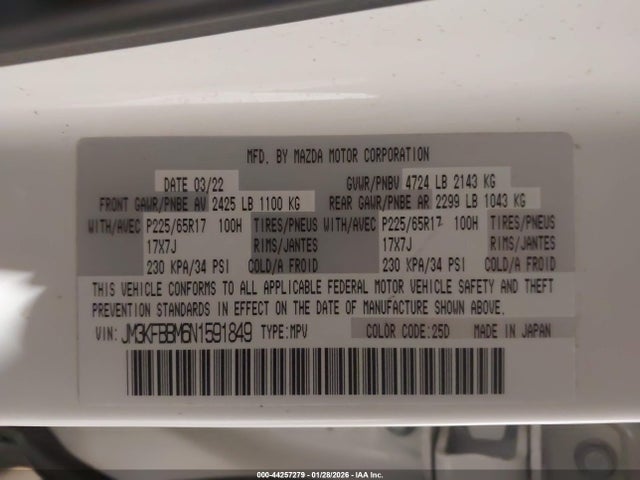 MFD. BY MAZDA MOTOR CORPORATION
DATE 03/22 GVWR/PNBV 4724 LB 2143 KG
FRONT GAWR/PNBE AV 2425 LB 1100 KG REAR GAWR/PNBE AR 2299 LB 1043 KG
WITH/AVEC P225/65R17 100H TIRES/PNEUS WITH/AVEC P225/65R17 100H TIRES/PNEUS
17X7J RIMS/JANTES 17X7J RIMS/JANTES
230 KPA/34 PSI COLD/A FROID 230 KPA/34 PSI COLD/A FROID
THIS VEHICLE CONFORMS TO ALL APPLICABLE FEDERAL MOTOR VEHICLE SAFETY AND THEFT
PREVENTION STANDARDS IN EFFECT ON THE DATE OF MANUFACTURE SHOWN ABOVE.
VIN: JM3KFBBM6N1591849 TYPE:MPV COLOR CODE:25D MADE IN JAPAN
000-44257279 | 01/28/2026 | IAA Inc.